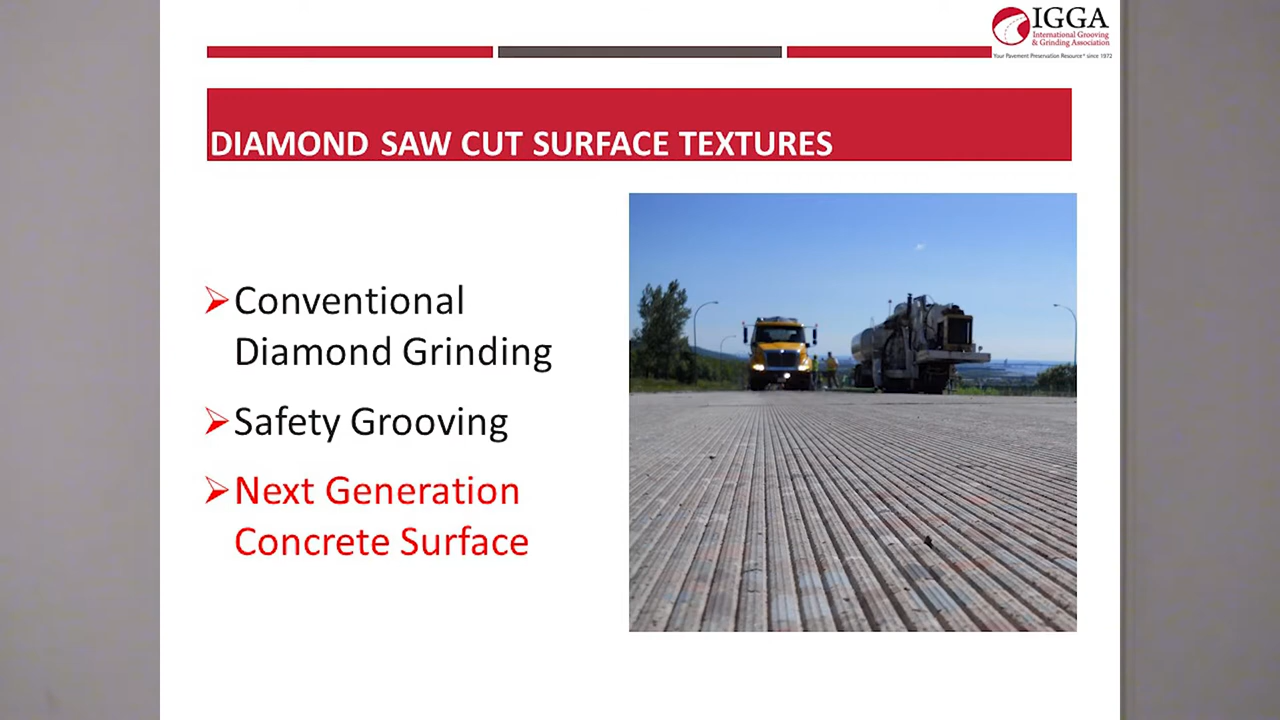 IGGA
International Grooving
& Grinding Association
Your Pavement Preservation Resource® since 1972
DIAMOND SAW CUT SURFACE TEXTURES
Conventional
Diamond Grinding
Safety Grooving
Next Generation
Concrete Surface